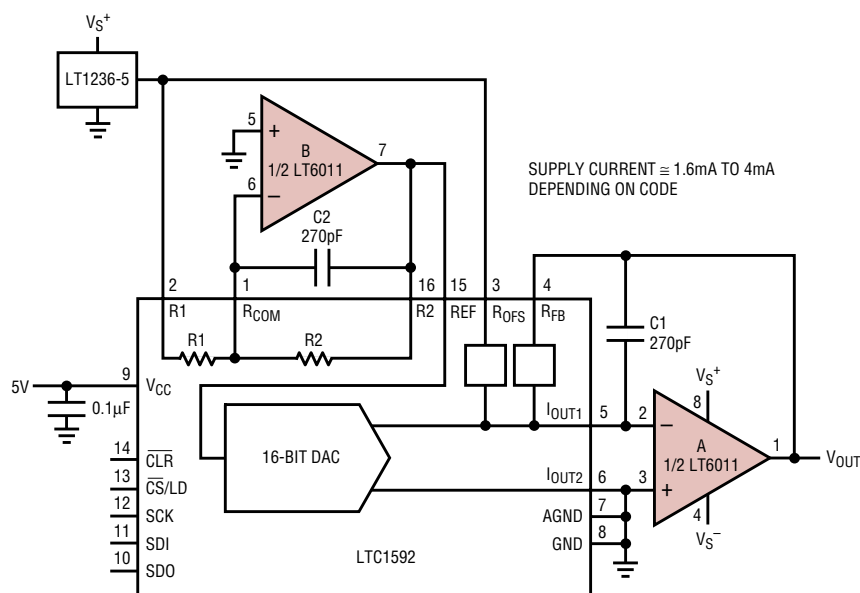 VS+
LT1236-5
5
+
B
1/2 LT6011
7
6
−
C2
270pF
SUPPLY CURRENT ≅ 1.6mA TO 4mA
DEPENDING ON CODE
2
1
16
15
3
4
R1
RCOM
R2
REF
ROFS
RFB
C1
270pF
R1
R2
5V
9
VCC
0.1µF
VS+
8
IOUT1
5
2
−
A
1/2 LT6011
1
VOUT
16-BIT DAC
14
C̅L̅R̅
13
C̅S̅/LD
12
SCK
11
SDI
10
SDO
IOUT2
6
3
+
4
VS−
AGND
7
GND
8
LTC1592